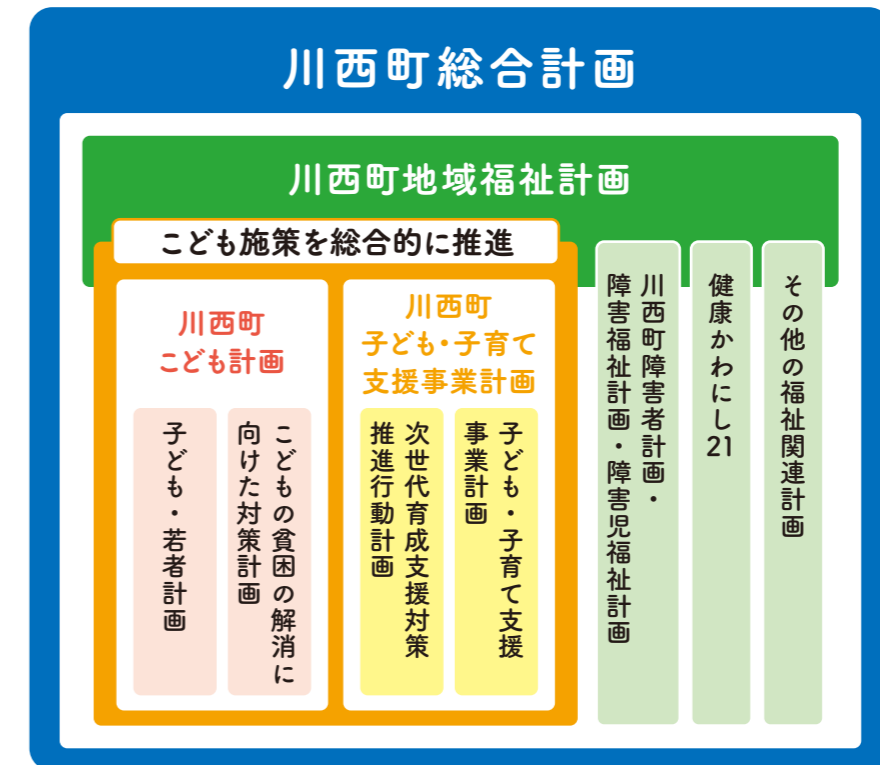 川西町総合計画
川西町地域福祉計画
こども施策を総合的に推進
川西町
こども計画
こどもの貧困の解消に
向けた対策計画
子ども・若者計画
川西町
子ども・子育て
支援事業計画
子ども・子育て支援
事業計画
次世代育成支援対策
推進行動計画
川西町障害者計画・
障害福祉計画・障害児福祉計画
健康かわにし21
その他の福祉関連計画